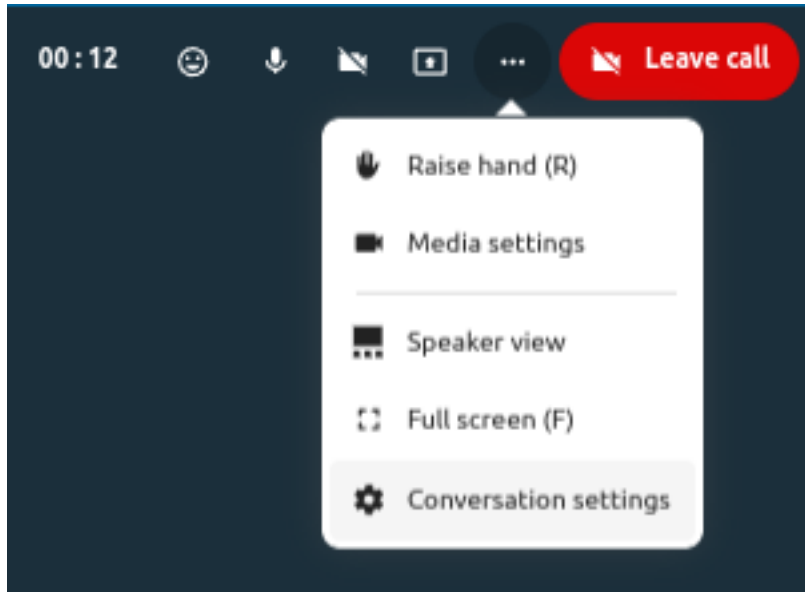 00 : 12
Leave call
Raise hand (R)
Media settings
Speaker view
Full screen (F)
Conversation settings